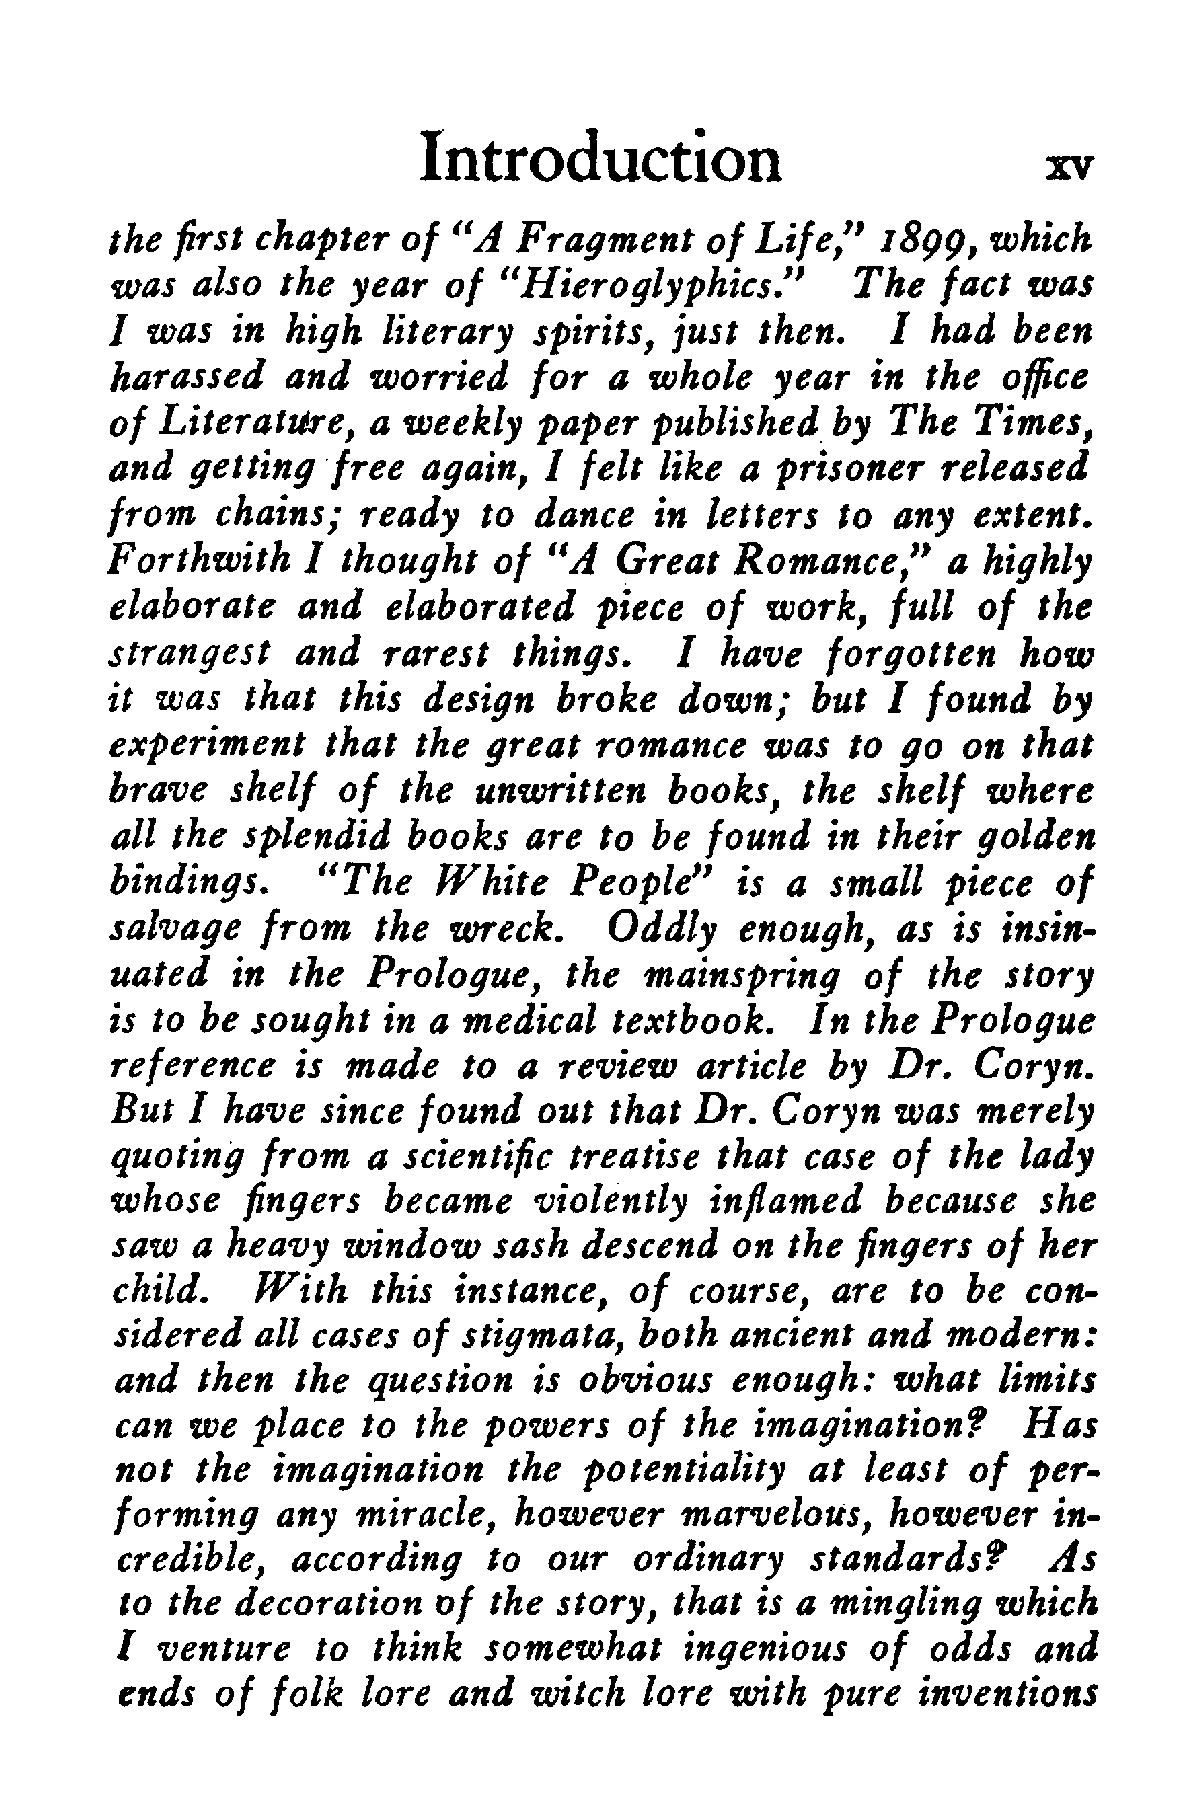 Introduction xv
the first chapter of "A Fragment of Life," 1899, which
was also the year of "Hieroglyphics." The fact was
I was in high literary spirits, just then. I had been
harassed and worried for a whole year in the office
of Literature, a weekly paper published by The Times,
and getting free again, I felt like a prisoner released
from chains; ready to dance in letters to any extent.
Forthwith I thought of "A Great Romance," a highly
elaborate and elaborated piece of work, full of the
strangest and rarest things. I have forgotten how
it was that this design broke down; but I found by
experiment that the great romance was to go on that
brave shelf of the unwritten books, the shelf where
all the splendid books are to be found in their golden
bindings. "The White People" is a small piece of
salvage from the wreck. Oddly enough, as is insin-
uated in the Prologue, the mainspring of the story
is to be sought in a medical textbook. In the Prologue
reference is made to a review article by Dr. Coryn.
But I have since found out that Dr. Coryn was merely
quoting from a scientific treatise that case of the lady
whose fingers became violently inflamed because she
saw a heavy window sash descend on the fingers of her
child. With this instance, of course, are to be con-
sidered all cases of stigmata, both ancient and modern:
and then the question is obvious enough: what limits
can we place to the powers of the imagination? Has
not the imagination the potentiality at least of per-
forming any miracle, however marvelous, however in-
credible, according to our ordinary standards? As
to the decoration of the story, that is a mingling which
I venture to think somewhat ingenious of odds and
ends of folk lore and witch lore with pure inventions